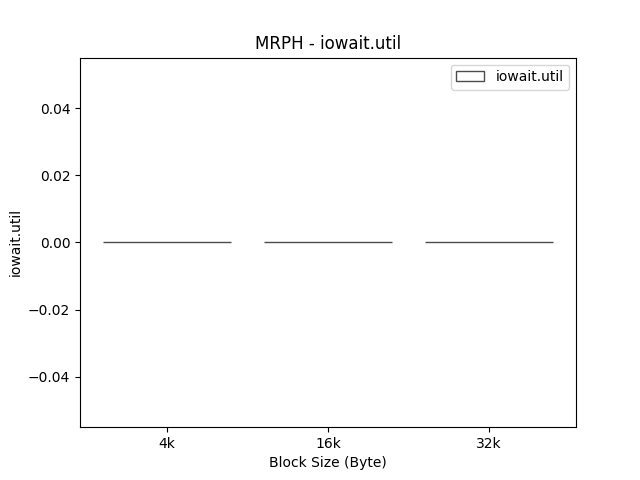 MRPH - iowait.util
iowait.util
0.04
0.02
0.00
−0.02
−0.04
iowait.util
4k
16k
32k
Block Size (Byte)